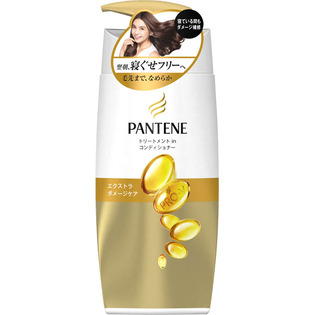 寝ている間も
ダメージ補修
翌朝、寝ぐせフリーへ
毛先まで、なめらか
PANTENE
トリートメント in
コンディショナー
エクストラ
ダメージケア
PRO-V